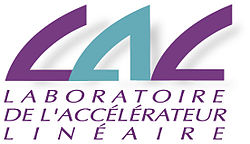 LAL
LABORATOIRE
DE L'ACCÉLÉRATEUR
LINÉAIRE